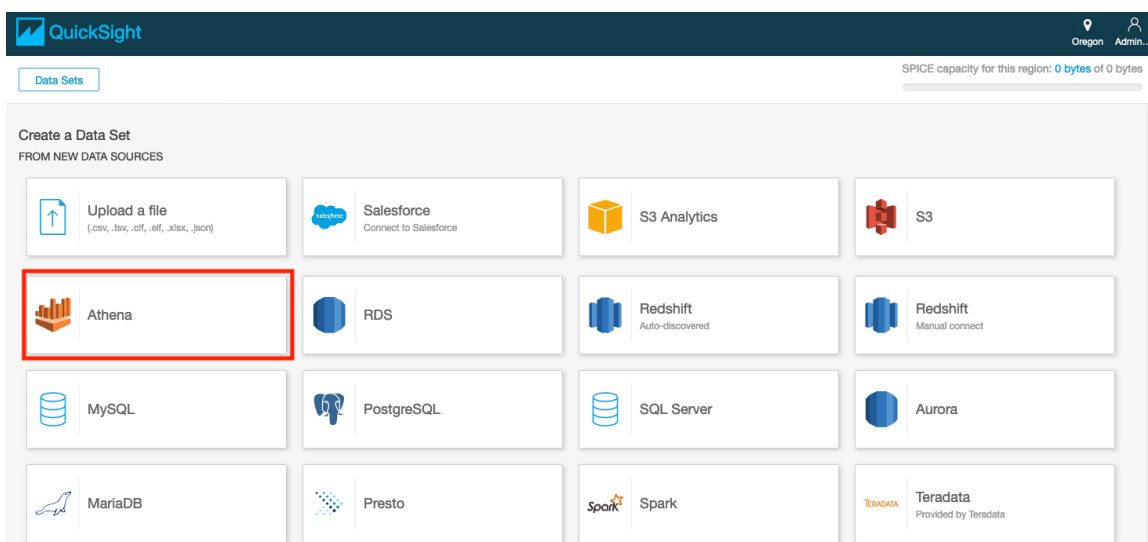 QuickSight
Oregon
Admin..
Data Sets
SPICE capacity for this region: 0 bytes of 0 bytes
Create a Data Set
FROM NEW DATA SOURCES
Upload a file
(.csv, .tsv, .clf, .elf, .xlsx, .json)
salesforce
Salesforce
Connect to Salesforce
S3 Analytics
S3
Athena
RDS
Redshift
Auto-discovered
Redshift
Manual connect
MySQL
PostgreSQL
SQL Server
Aurora
MariaDB
Presto
Spark
Spark
TERADATA
Teradata
Provided by Teradata